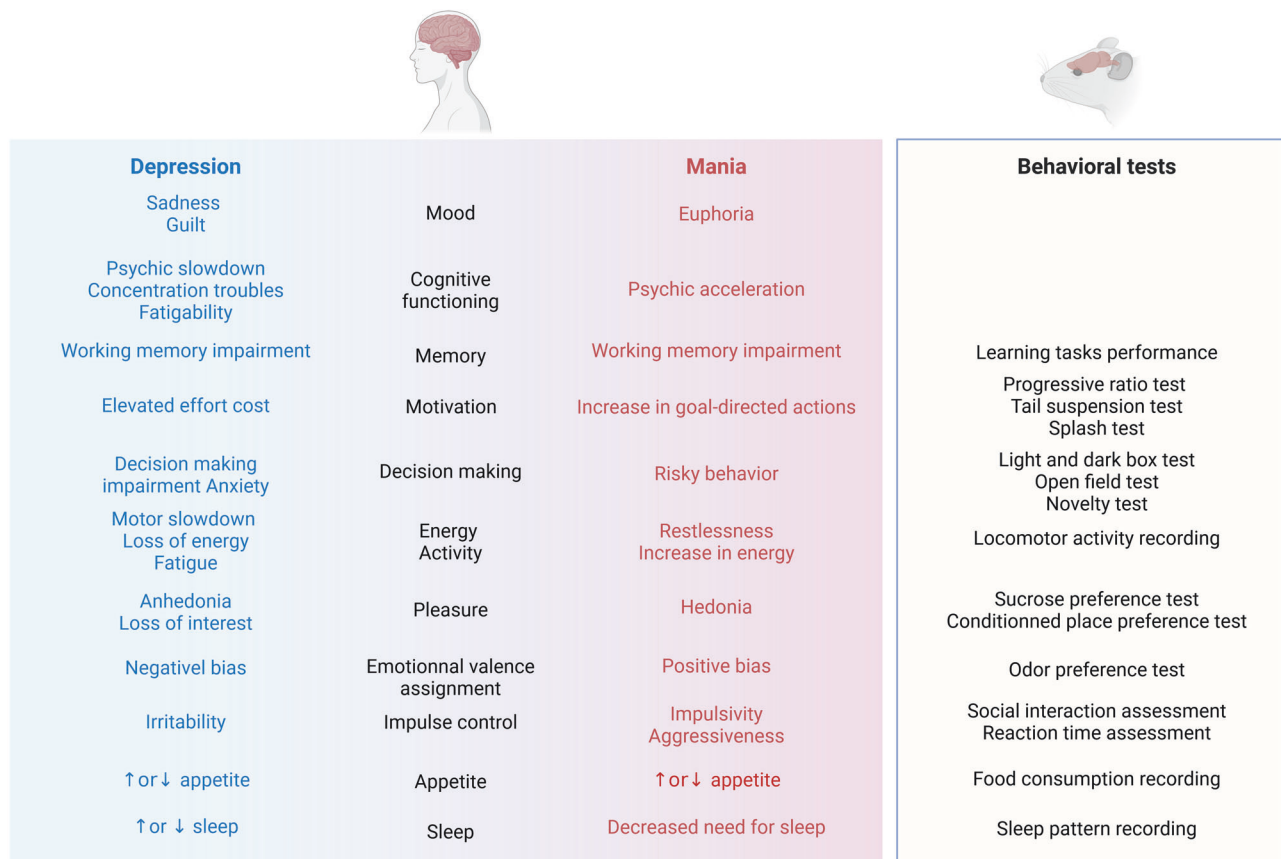 Depression
Mania
Behavioral tests
Sadness
Guilt
Mood
Euphoria
Psychic slowdown
Concentration troubles
Fatigability
Cognitive
functioning
Psychic acceleration
Working memory impairment
Memory
Working memory impairment
Learning tasks performance
Elevated effort cost
Motivation
Increase in goal-directed actions
Progressive ratio test
Tail suspension test
Splash test
Decision making
impairment Anxiety
Decision making
Risky behavior
Light and dark box test
Open field test
Novelty test
Motor slowdown
Loss of energy
Fatigue
Energy
Activity
Restlessness
Increase in energy
Locomotor activity recording
Anhedonia
Loss of interest
Pleasure
Hedonia
Sucrose preference test
Conditionned place preference test
Negativel bias
Emotionnal valence
assignment
Positive bias
Odor preference test
Irritability
Impulse control
Impulsivity
Aggressiveness
Social interaction assessment
Reaction time assessment
↑or↓ appetite
Appetite
↑or↓ appetite
Food consumption recording
↑or ↓ sleep
Sleep
Decreased need for sleep
Sleep pattern recording